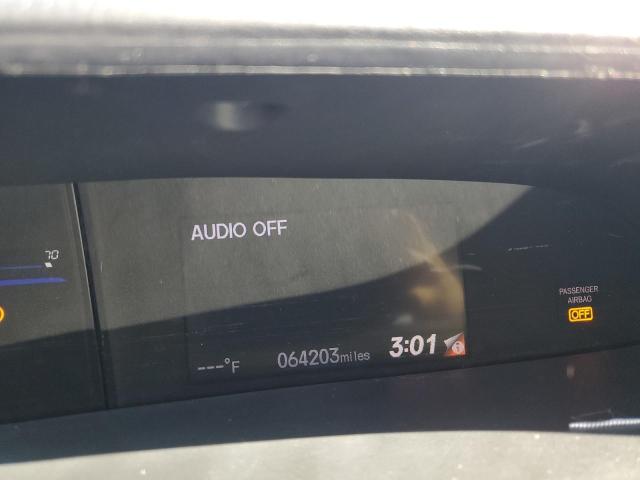 AUDIO OFF
70
PASSENGER
AIRBAG
OFF
---°F 064203miles 3:01